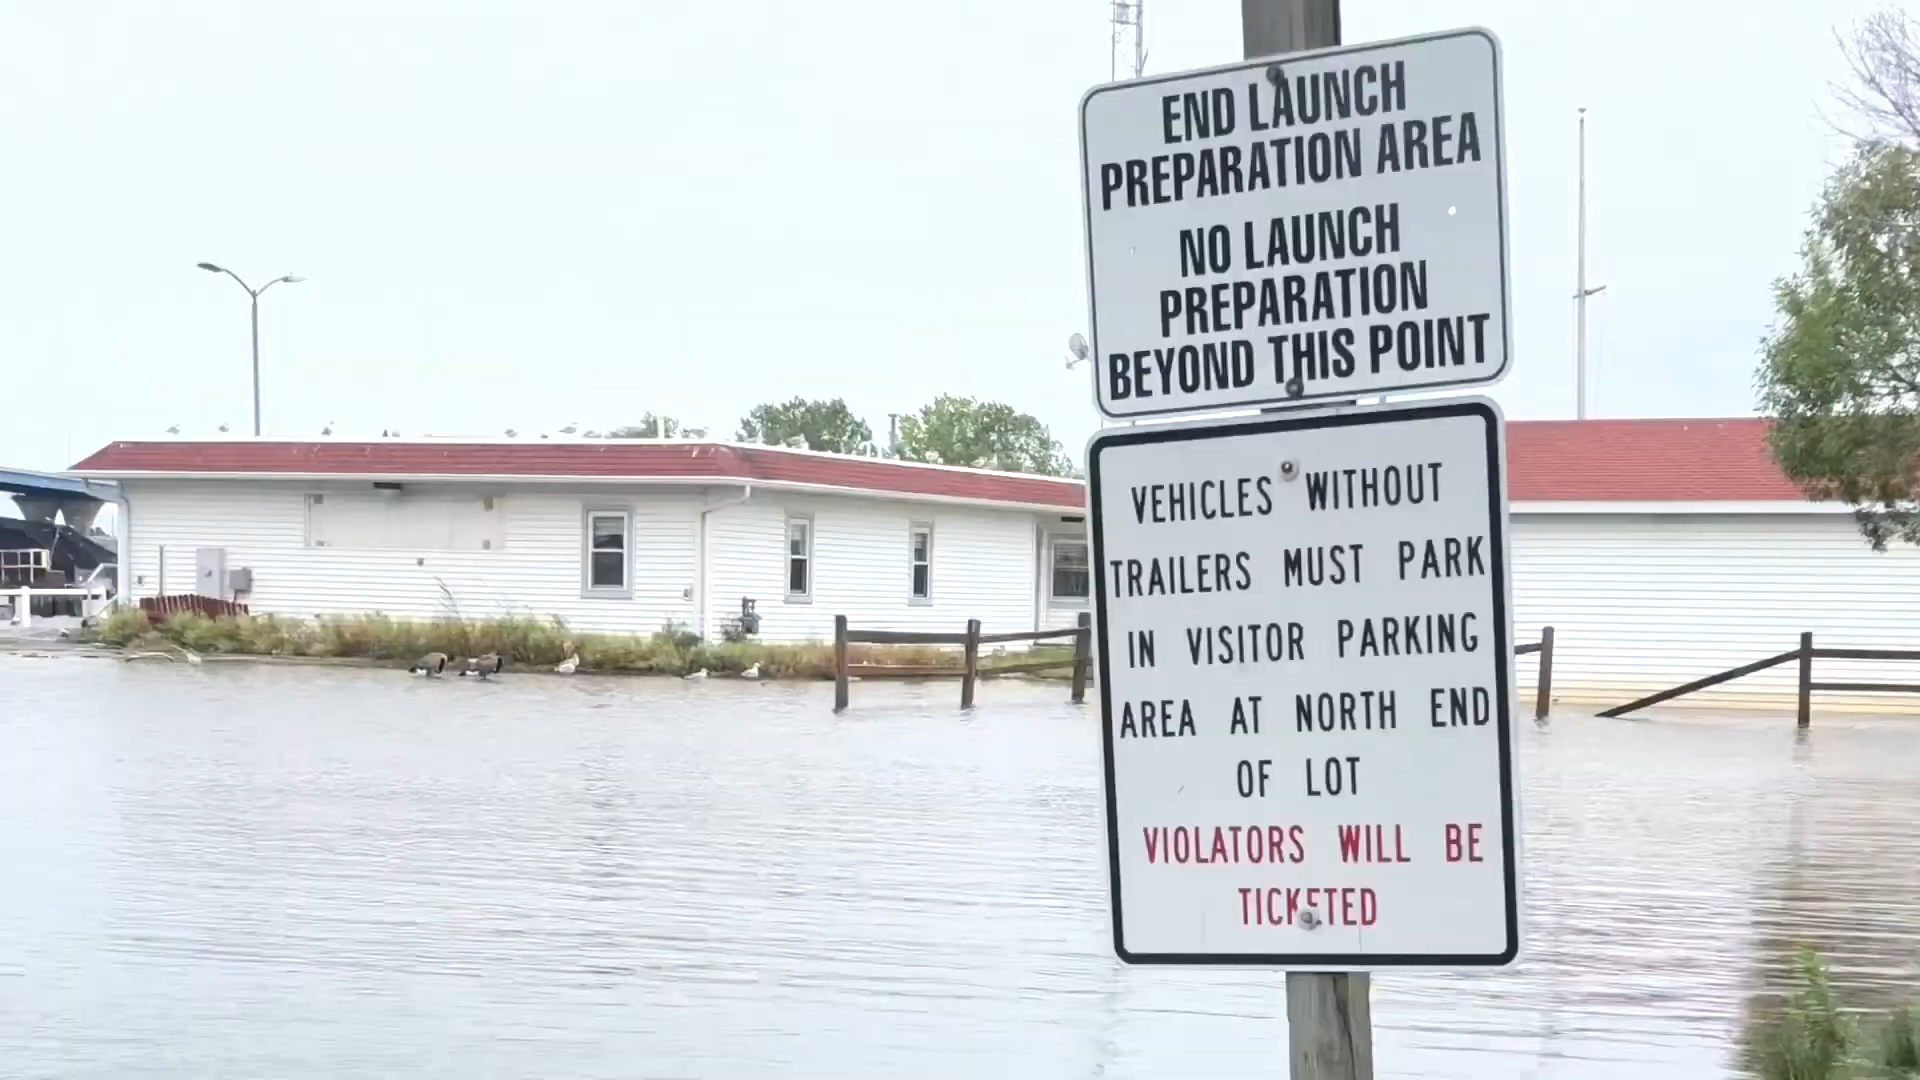 END LAUNCH
PREPARATION AREA
NO LAUNCH
PREPARATION
BEYOND THIS POINT
VEHICLES WITHOUT
TRAILERS MUST PARK
IN VISITOR PARKING
AREA AT NORTH END
OF LOT
VIOLATORS WILL BE
TICKETED